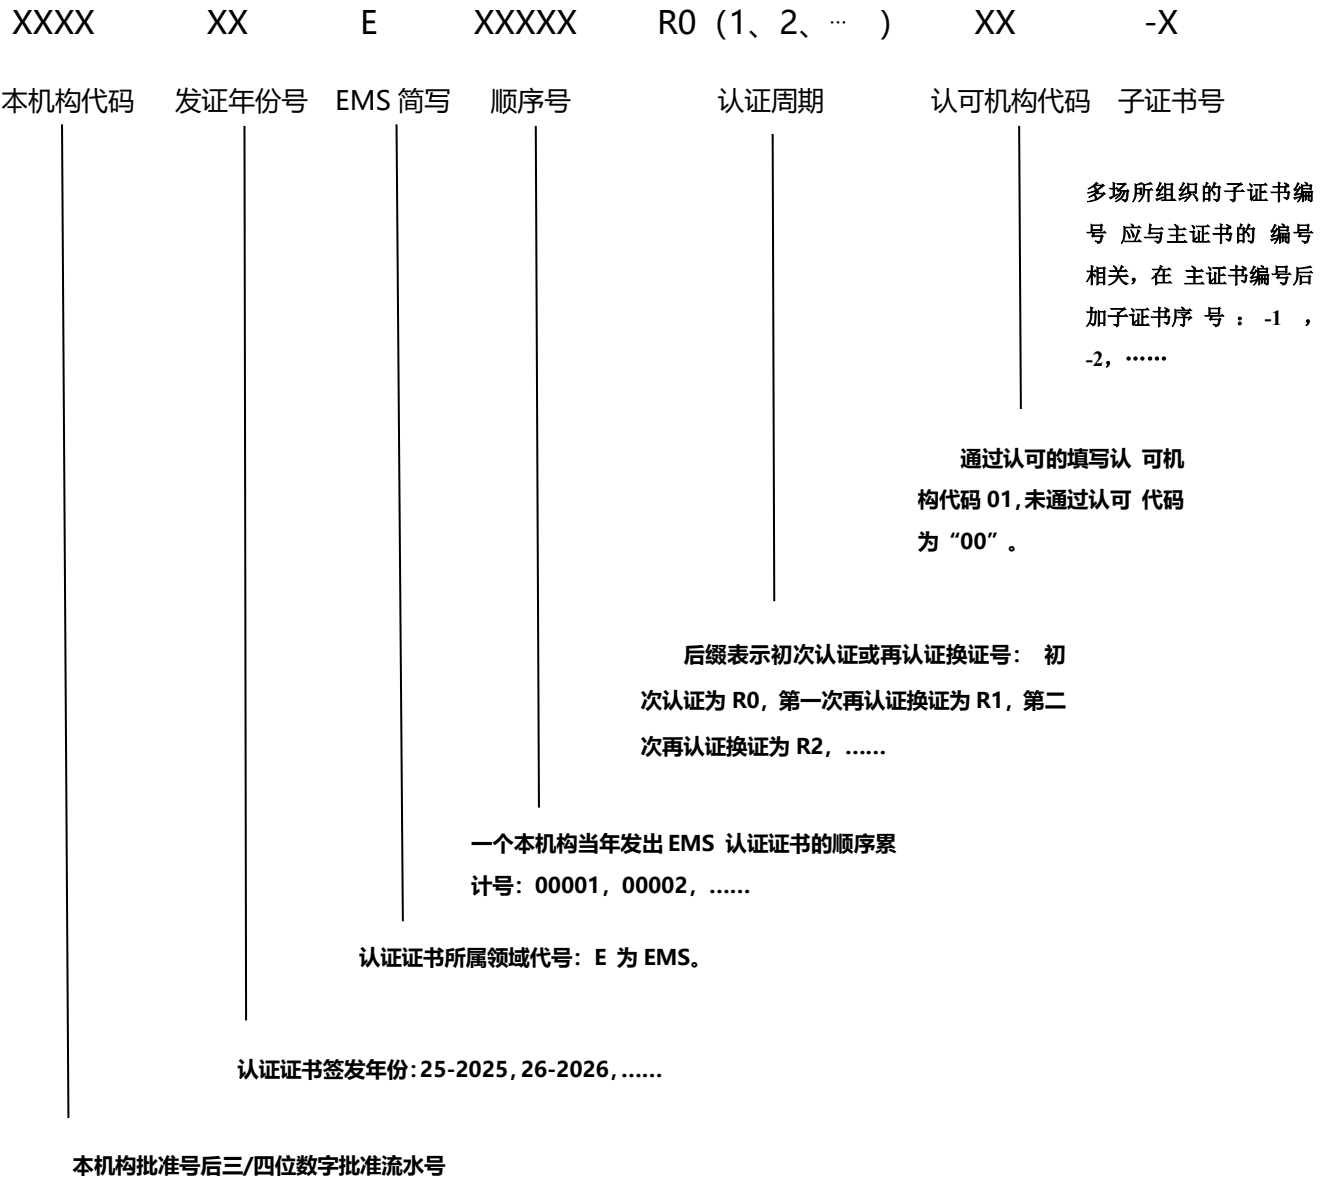 XXXX XX E XXXXX R0 (1、2、… ) XX -X
本机构代码 发证年份号 EMS 简写 顺序号 认证周期 认可机构代码 子证书号
多场所组织的子证书编
号 应与主证书的 编号
相关，在 主证书编号后
加子证书序 号 ： -1 ，
-2，……
通过认可的填写认 可机
构代码 01，未通过认可 代码
为“00”。
后缀表示初次认证或再认证换证号： 初
次认证为 R0，第一次再认证换证为 R1，第二
次再认证换证为 R2，……
一个本机构当年发出 EMS 认证证书的顺序累
计号：00001，00002，……
认证证书所属领域代号：E 为 EMS。
认证证书签发年份：25-2025，26-2026，……
本机构批准号后三/四位数字批准流水号